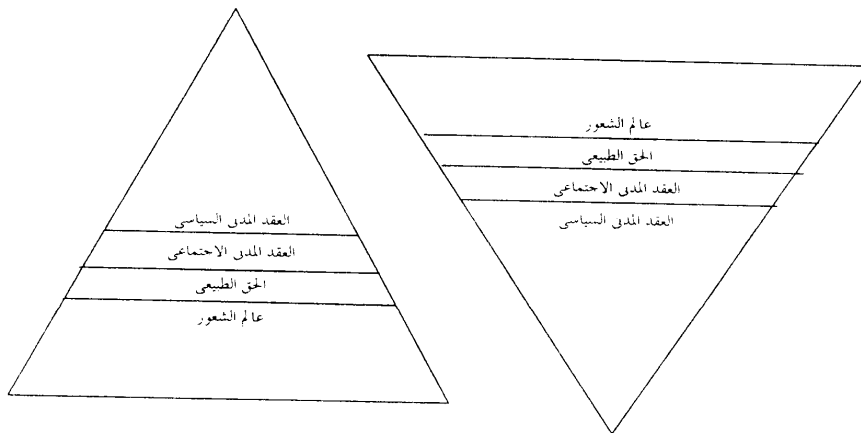 عالم الشعور
الحق الطبيعى
العقد المدنى الاجتماعى
العقد المدنى السياسى
العقد المدنى السياسى
العقد المدنى الاجتماعى
الحق الطبيعى
عالم الشعور